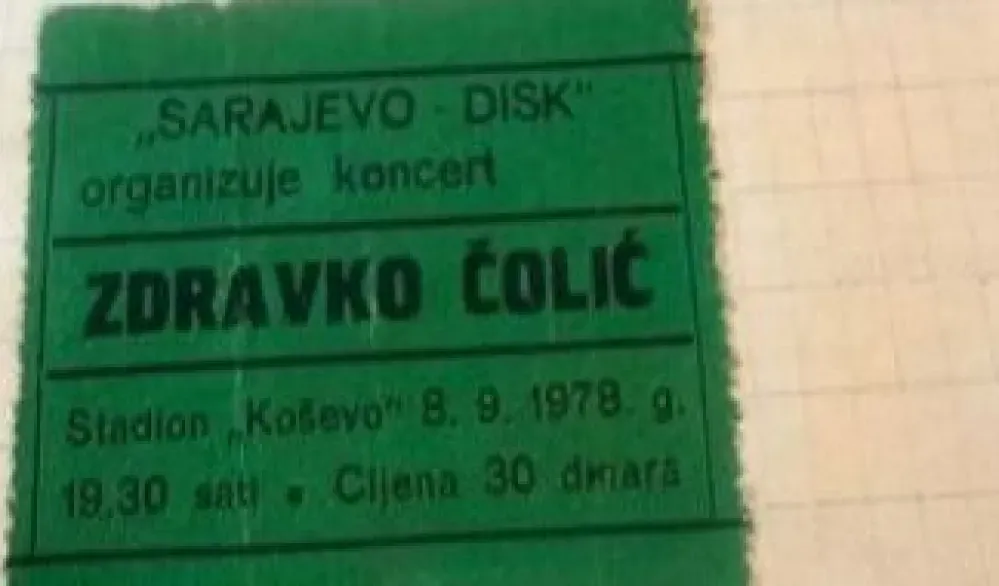 „SARAJEVO - DISK"
organizuje koncert
ZDRAVKO ČOLIĆ
Stadion „Koševo" 8. 9. 1978. g.
19,30 sati • Cijena 30 dinara